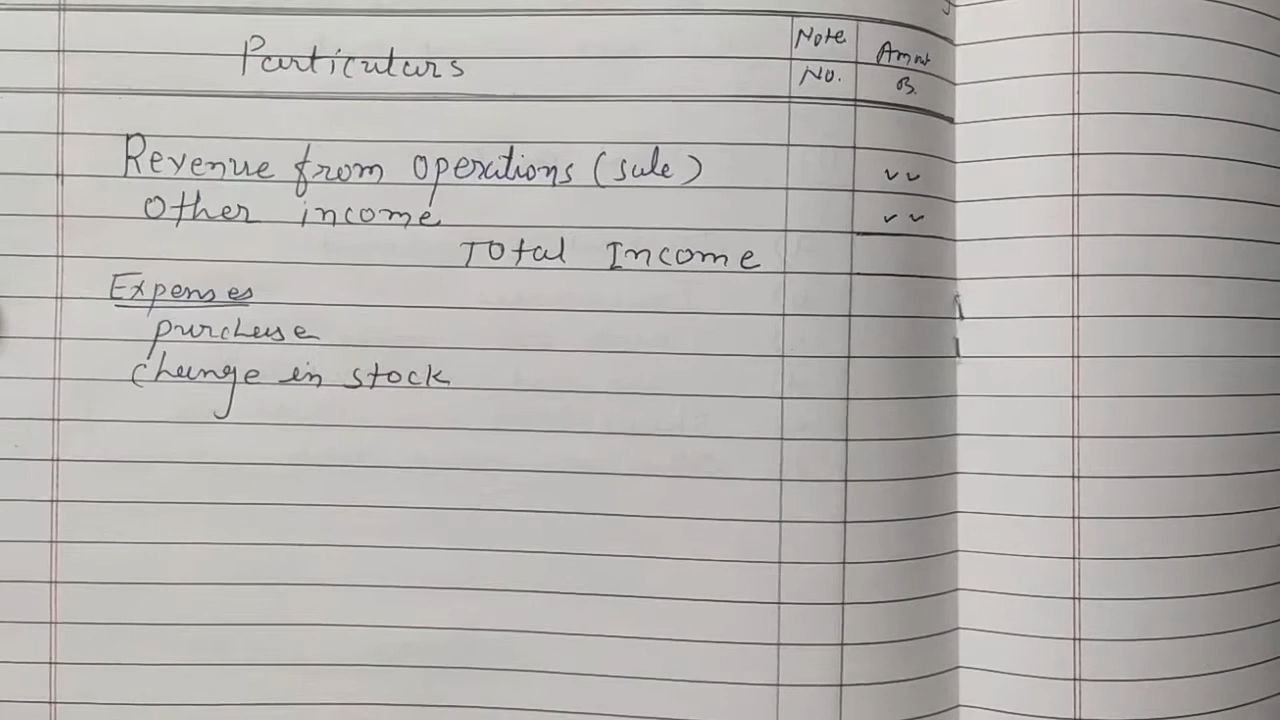 Particulars
Note No.
Amnt
Rs.
Revenue from operations (sale)
✓✓
Other income
✓✓
Total Income
Expenses
purchase
Change in stock